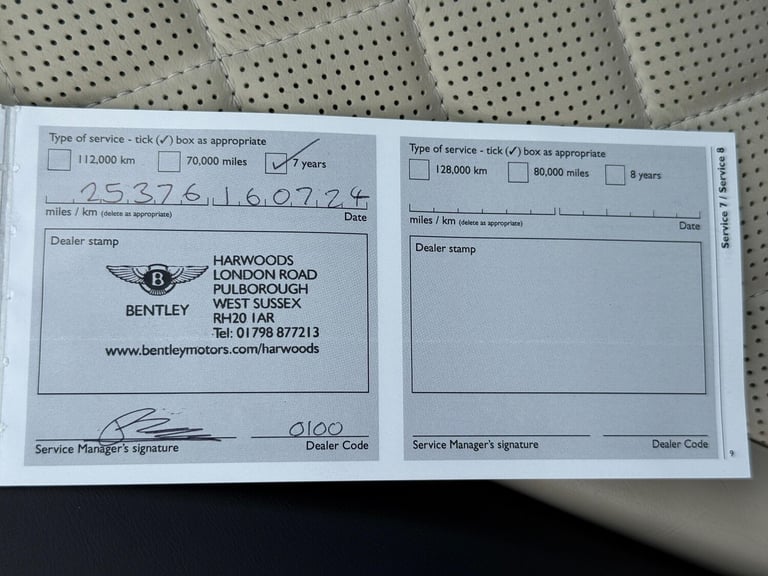 Type of service - tick (✓) box as appropriate
112,000 km 70,000 miles 7 years
25376 160724
miles / km (delete as appropriate) Date
Dealer stamp
B
BENTLEY
HARWOODS
LONDON ROAD
PULBOROUGH
WEST SUSSEX
RH20 1AR
Tel: 01798 877213
www.bentleymotors.com/harwoods
0100
Service Manager's signature Dealer Code
Type of service - tick (✓) box as appropriate
128,000 km 80,000 miles 8 years
miles / km (delete as appropriate) Date
Dealer stamp
Service Manager's signature Dealer Code
Service 7 / Service 8
9